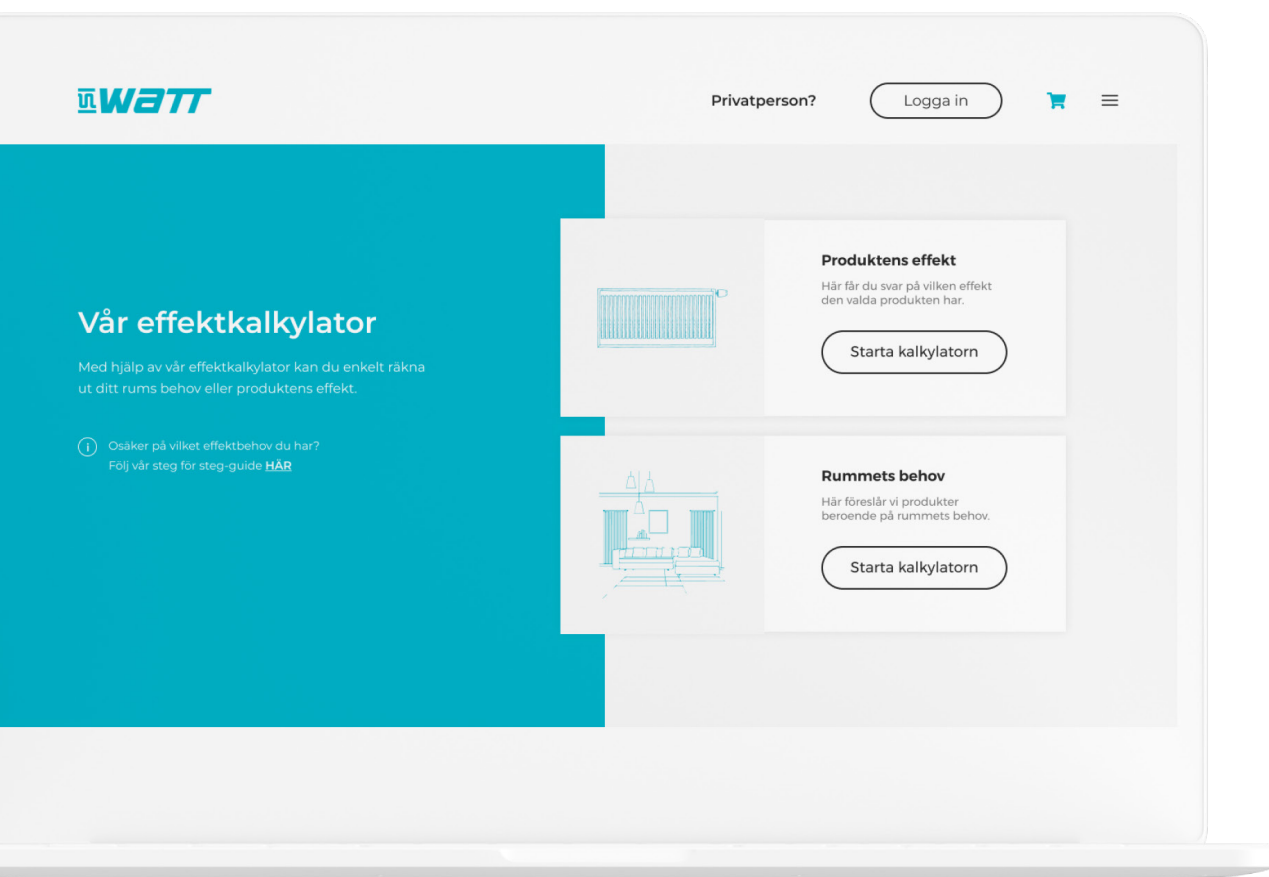 WATT
Privatperson?
Logga in
Vår effektkalkylator
Med hjälp av vår effektkalkylator kan du enkelt räkna
ut ditt rums behov eller produktens effekt.
i
Osäker på vilket effektbehov du har?
Följ vår steg för steg-guide HÄR
Produktens effekt
Här får du svar på vilken effekt
den valda produkten har.
Starta kalkylatorn
Rummets behov
Här föreslår vi produkter
beroende på rummets behov.
Starta kalkylatorn